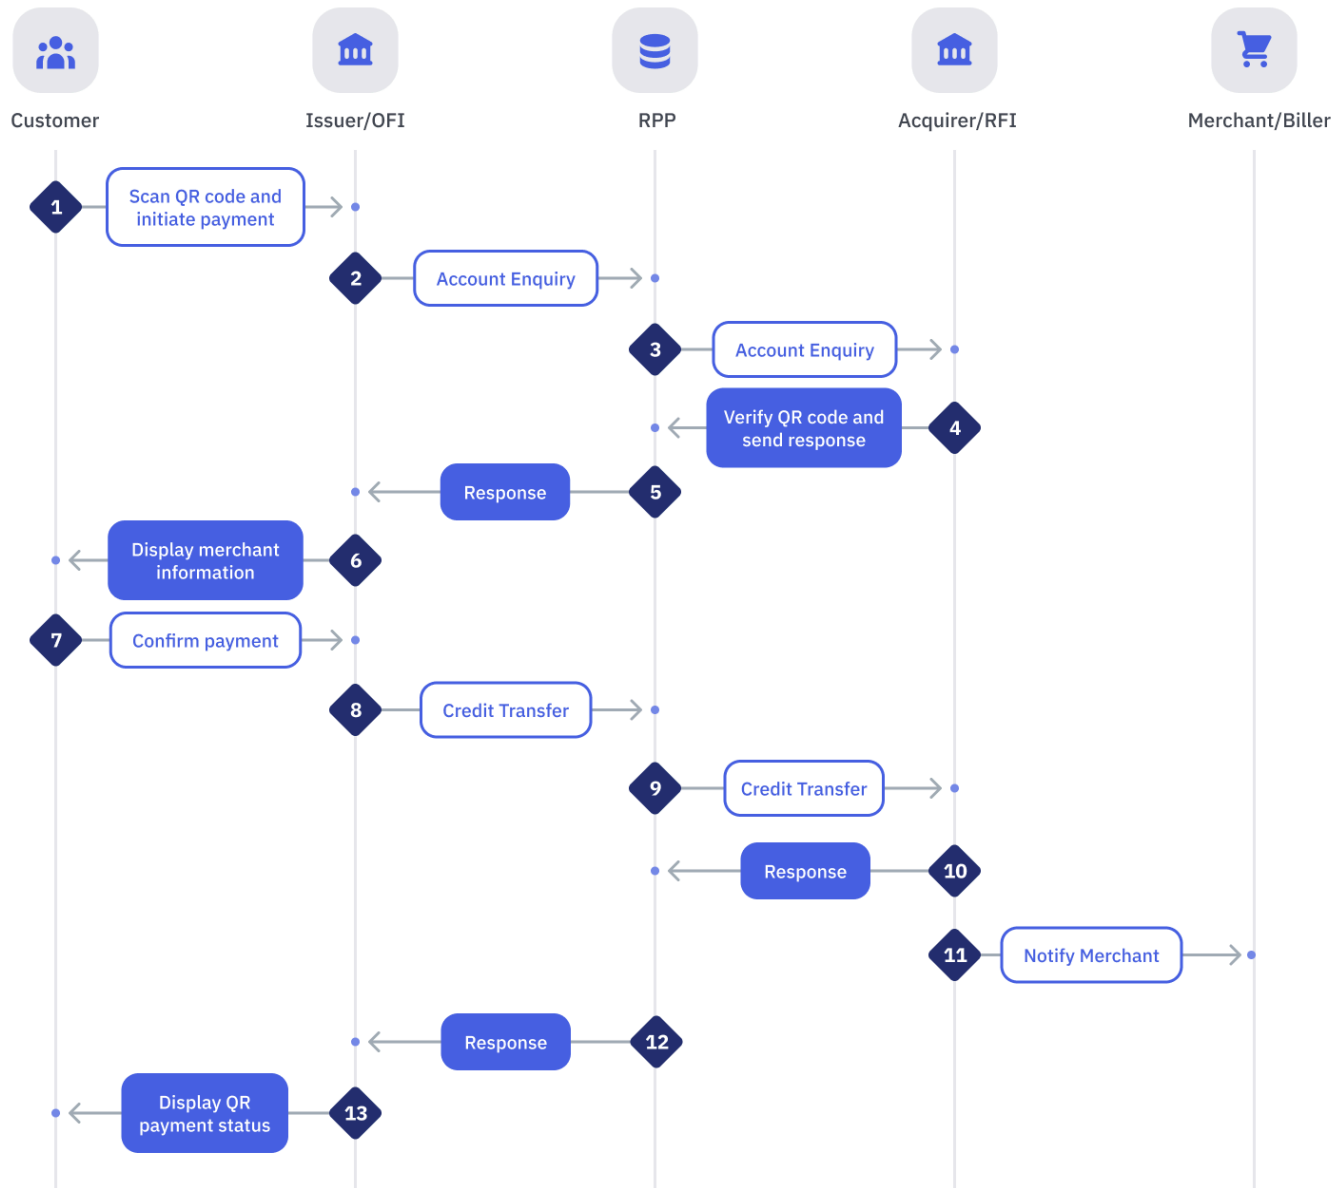 Customer
Issuer/OFI
RPP
Acquirer/RFI
Merchant/Biller
1
Scan QR code and
initiate payment
2
Account Enquiry
3
Account Enquiry
Verify QR code and
send response
4
Response
5
Display merchant
information
6
7
Confirm payment
8
Credit Transfer
9
Credit Transfer
Response
10
11
Notify Merchant
Response
12
Display QR
payment status
13